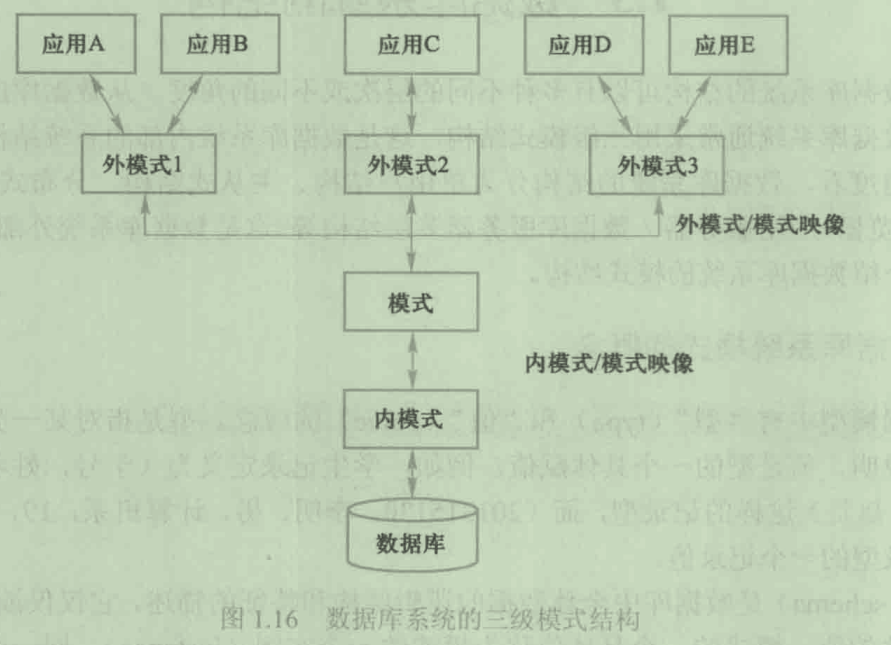 应用A
应用B
应用C
应用D
应用E
外模式1
外模式2
外模式3
外模式/模式映像
模式
内模式/模式映像
内模式
数据库
图 1.16 数据库系统的三级模式结构